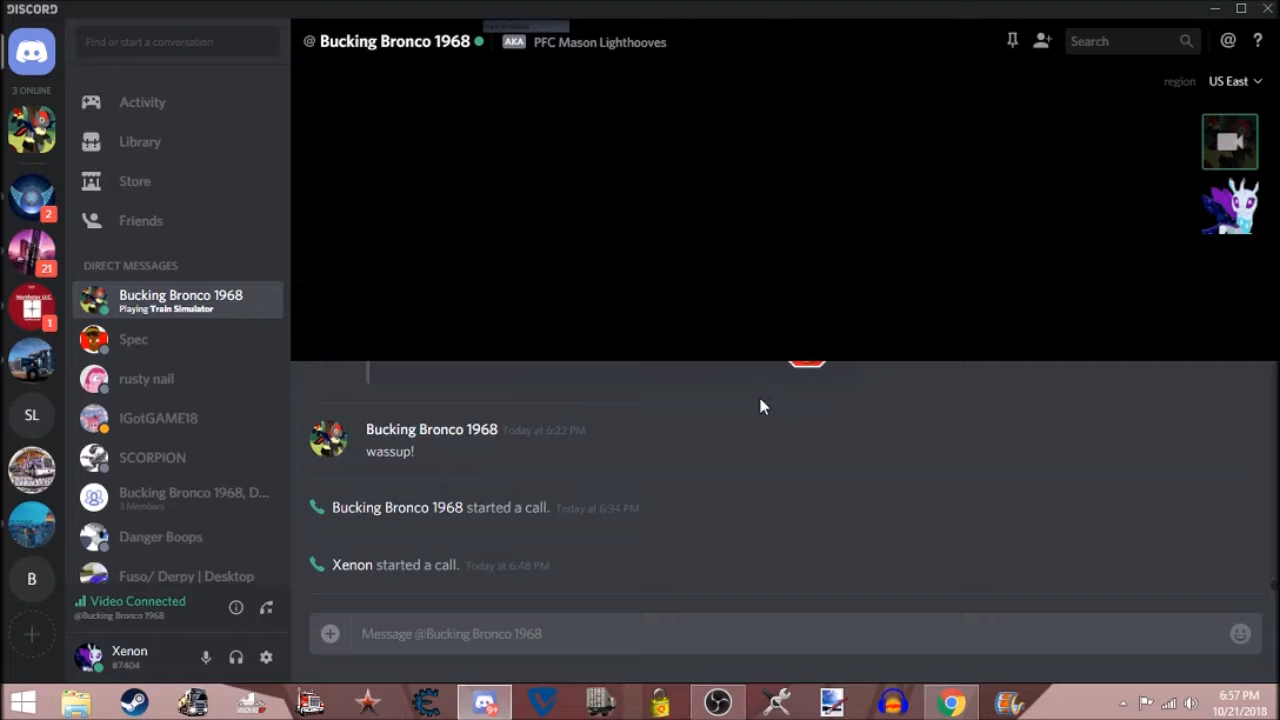 DISCORD
3 ONLINE
2
21
1
SL
B
Find or start a conversation
Activity
Library
Store
Friends
DIRECT MESSAGES
Bucking Bronco 1968
Playing Train Simulator
Spec
rusty nail
IGotGAME18
SCORPION
Bucking Bronco 1968, D...
3 Members
Danger Boops
Fuso/ Derpy | Desktop
Video Connected
@Bucking Bronco 1968
Xenon
#7404
@ Bucking Bronco 1968 AKA PFC Mason Lighthooves
Search
@ ?
region US East
Bucking Bronco 1968 Today at 6:22 PM
wassup!
Bucking Bronco 1968 started a call. Today at 6:34 PM
Xenon started a call. Today at 6:48 PM
Message @Bucking Bronco 1968
9+
6:57 PM
10/21/2018